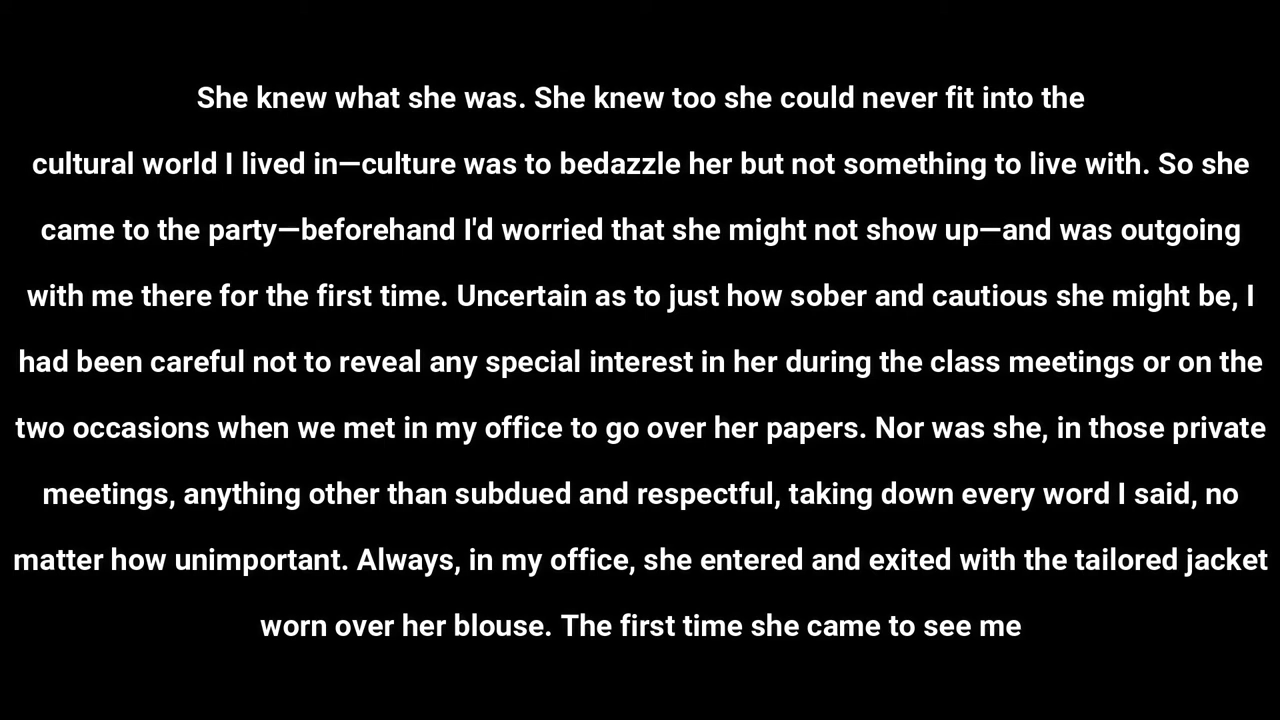 She knew what she was. She knew too she could never fit into the
cultural world I lived in—culture was to bedazzle her but not something to live with. So she
came to the party—beforehand I'd worried that she might not show up—and was outgoing
with me there for the first time. Uncertain as to just how sober and cautious she might be, I
had been careful not to reveal any special interest in her during the class meetings or on the
two occasions when we met in my office to go over her papers. Nor was she, in those private
meetings, anything other than subdued and respectful, taking down every word I said, no
matter how unimportant. Always, in my office, she entered and exited with the tailored jacket
worn over her blouse. The first time she came to see me